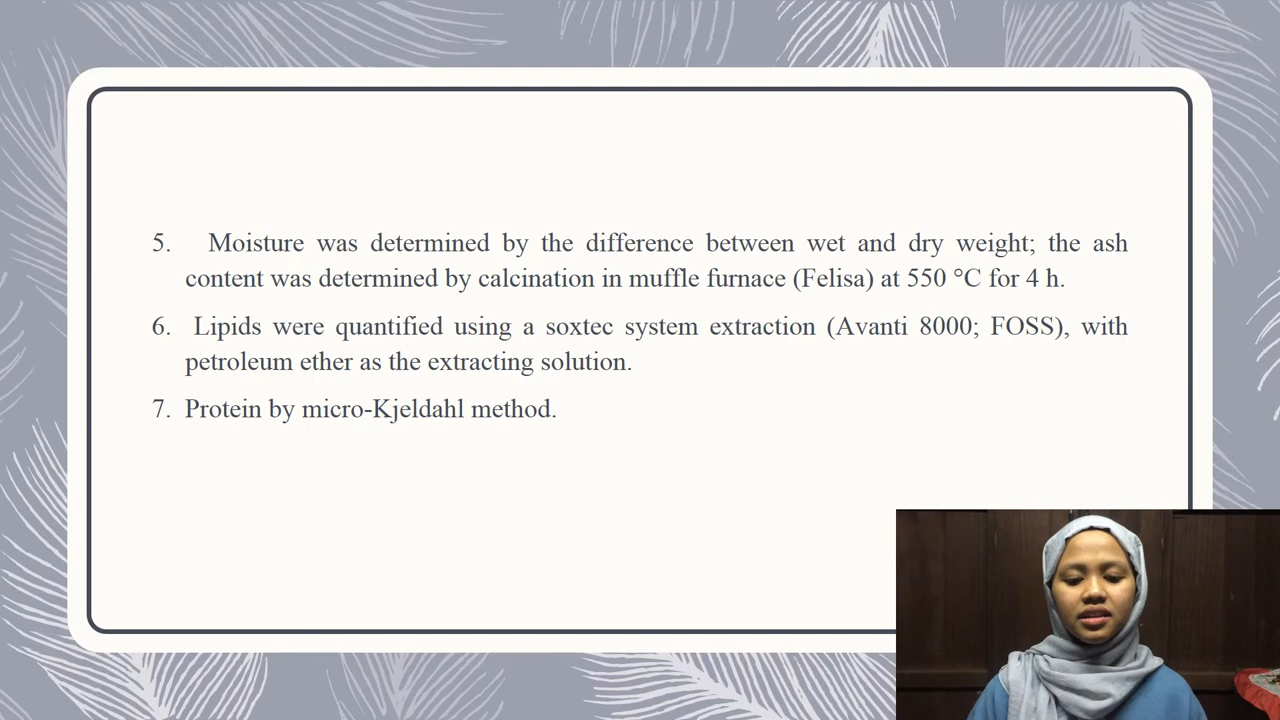 5. Moisture was determined by the difference between wet and dry weight; the ash
content was determined by calcination in muffle furnace (Felisa) at 550 °C for 4 h.
6. Lipids were quantified using a soxtec system extraction (Avanti 8000; FOSS), with
petroleum ether as the extracting solution.
7. Protein by micro-Kjeldahl method.